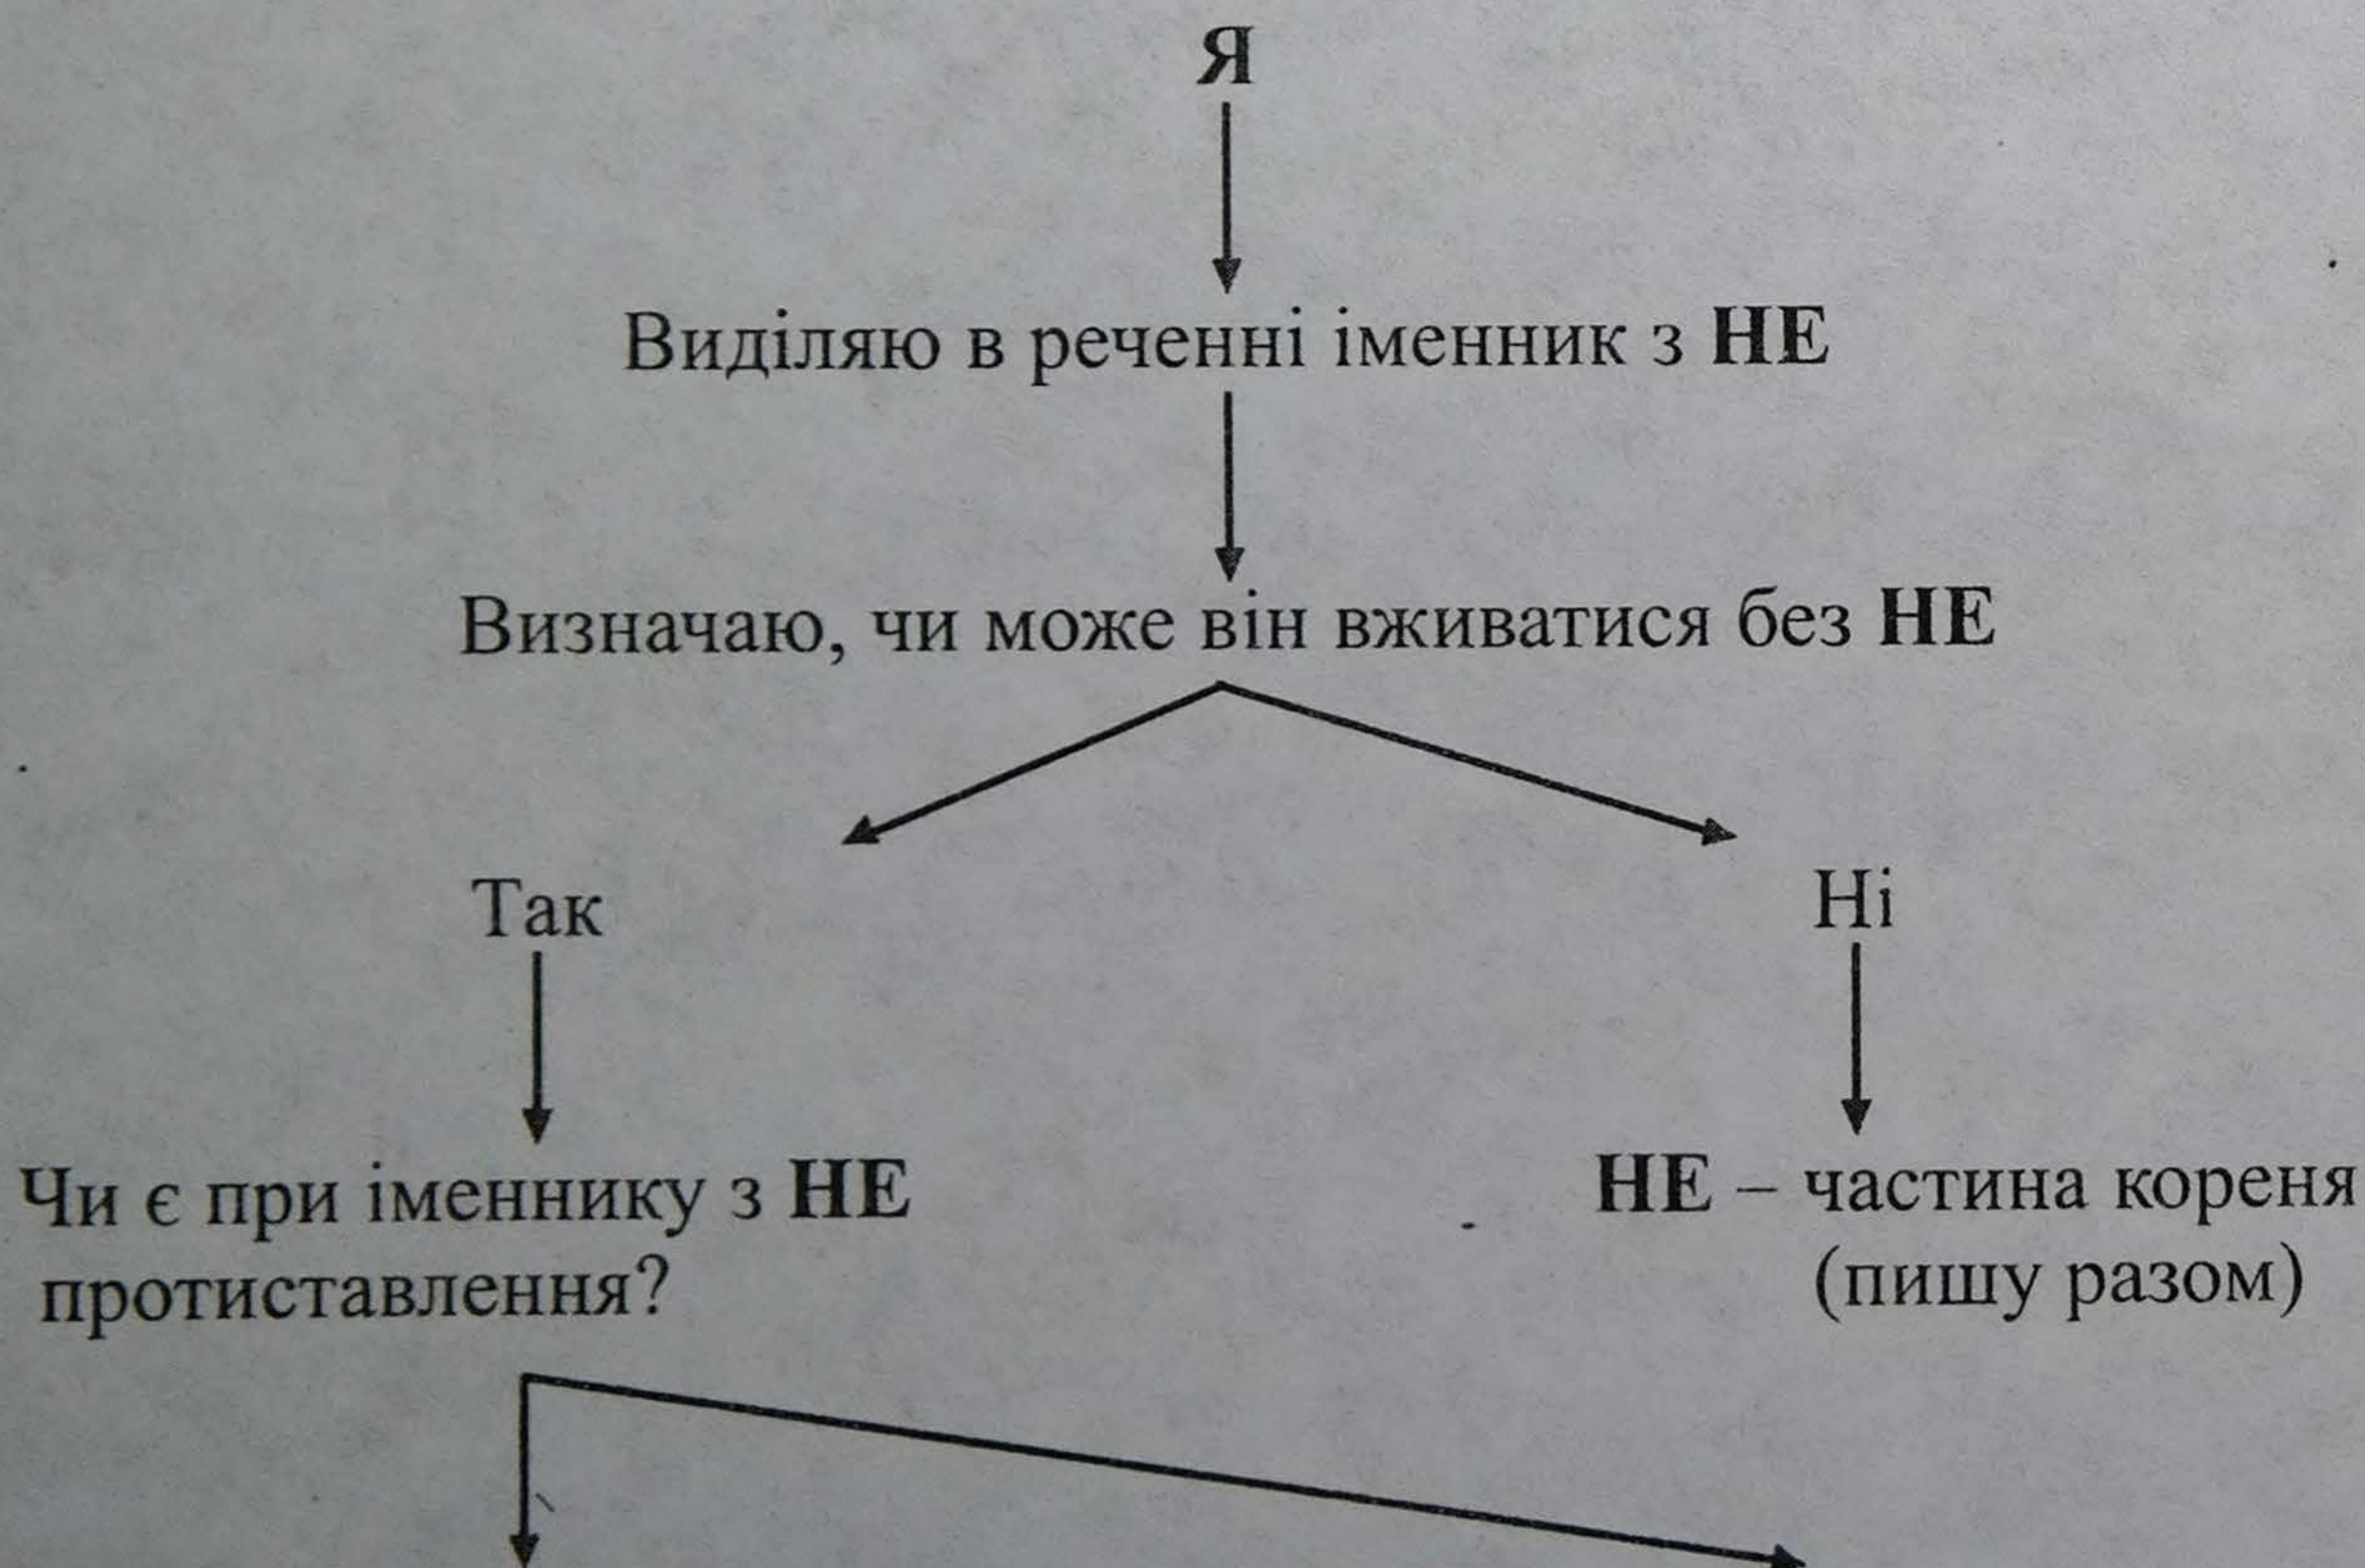 Я
Виділяю в реченні іменник з НЕ
Визначаю, чи може він вживатися без НЕ
Так
Ні
Чи є при іменнику з НЕ
протиставлення?
НЕ – частина кореня
(пишу разом)